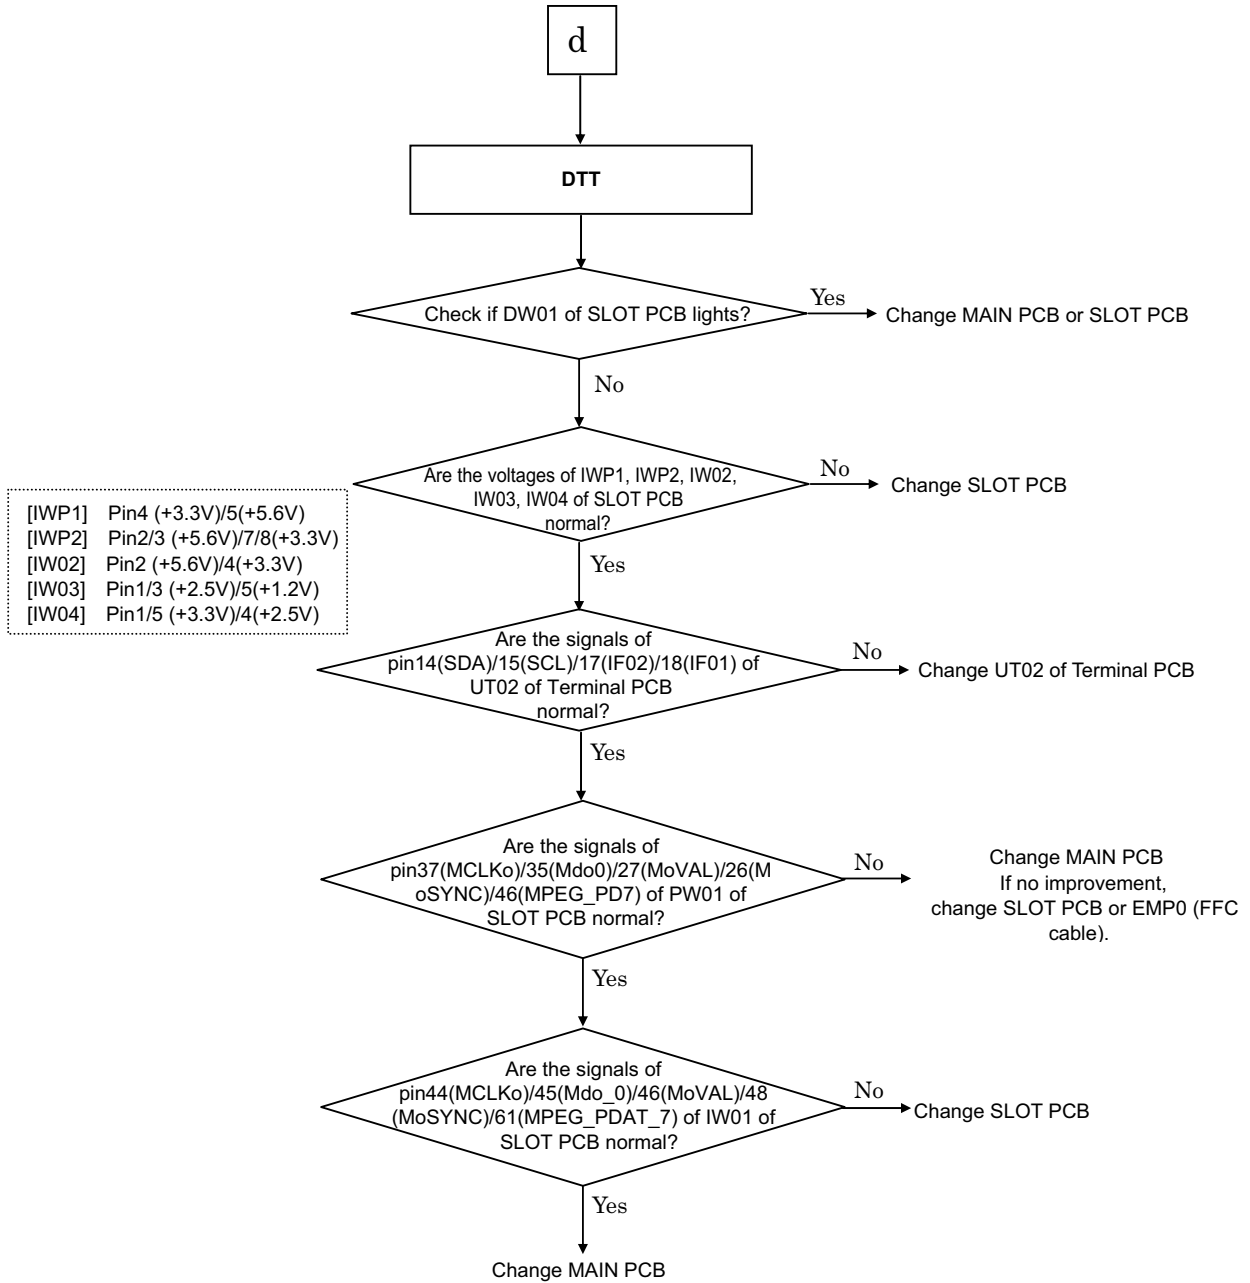 d
DTT
Check if DW01 of SLOT PCB lights?
Yes
Change MAIN PCB or SLOT PCB
No
Are the voltages of IWP1, IWP2, IW02,
IW03, IW04 of SLOT PCB
normal?
No
Change SLOT PCB
[IWP1] Pin4 (+3.3V)/5(+5.6V)
[IWP2] Pin2/3 (+5.6V)/7/8(+3.3V)
[IW02] Pin2 (+5.6V)/4(+3.3V)
[IW03] Pin1/3 (+2.5V)/5(+1.2V)
[IW04] Pin1/5 (+3.3V)/4(+2.5V)
Yes
Are the signals of
pin14(SDA)/15(SCL)/17(IF02)/18(IF01) of
UT02 of Terminal PCB
normal?
No
Change UT02 of Terminal PCB
Yes
Are the signals of
pin37(MCLKo)/35(Mdo0)/27(MoVAL)/26(M
oSYNC)/46(MPEG_PD7) of PW01 of
SLOT PCB normal?
No
Change MAIN PCB
If no improvement,
change SLOT PCB or EMP0 (FFC
cable).
Yes
Are the signals of
pin44(MCLKo)/45(Mdo_0)/46(MoVAL)/48
(MoSYNC)/61(MPEG_PDAT_7) of IW01 of
SLOT PCB normal?
No
Change SLOT PCB
Yes
Change MAIN PCB